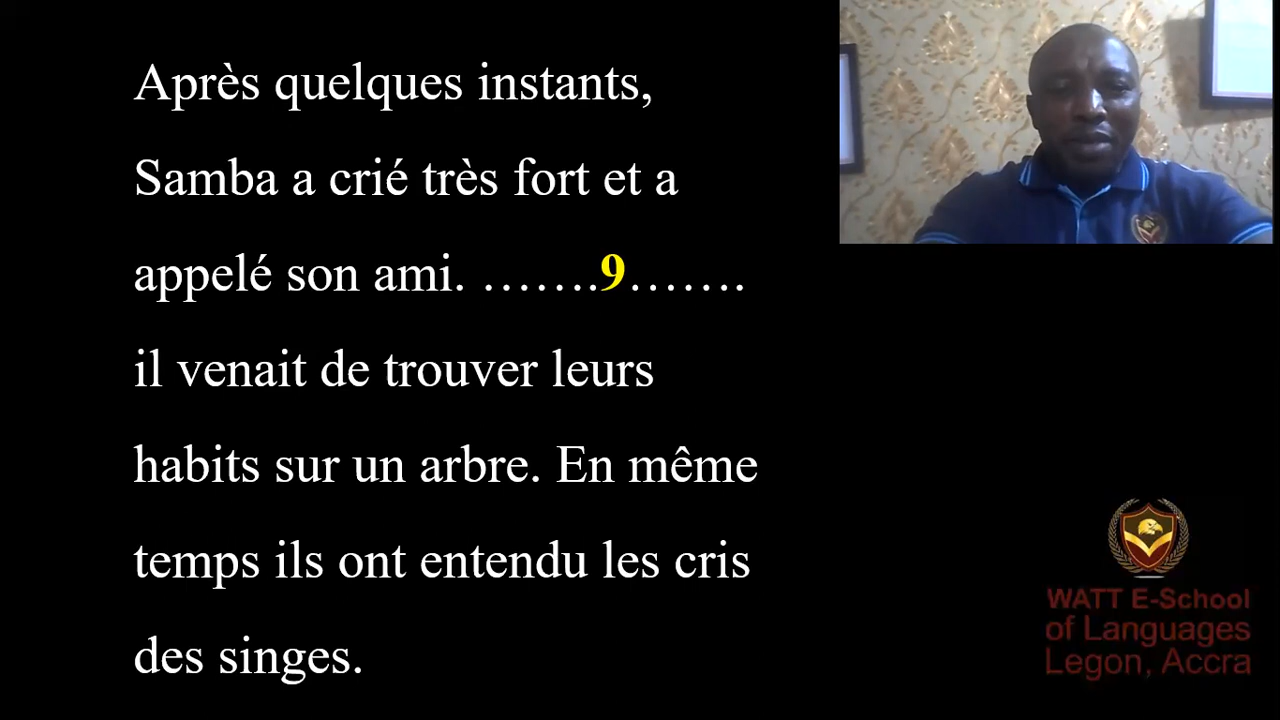 Après quelques instants,
Samba a crié très fort et a
appelé son ami. …….9…….
il venait de trouver leurs
habits sur un arbre. En même
temps ils ont entendu les cris
des singes.
WATT E-School
of Languages
Legon, Accra